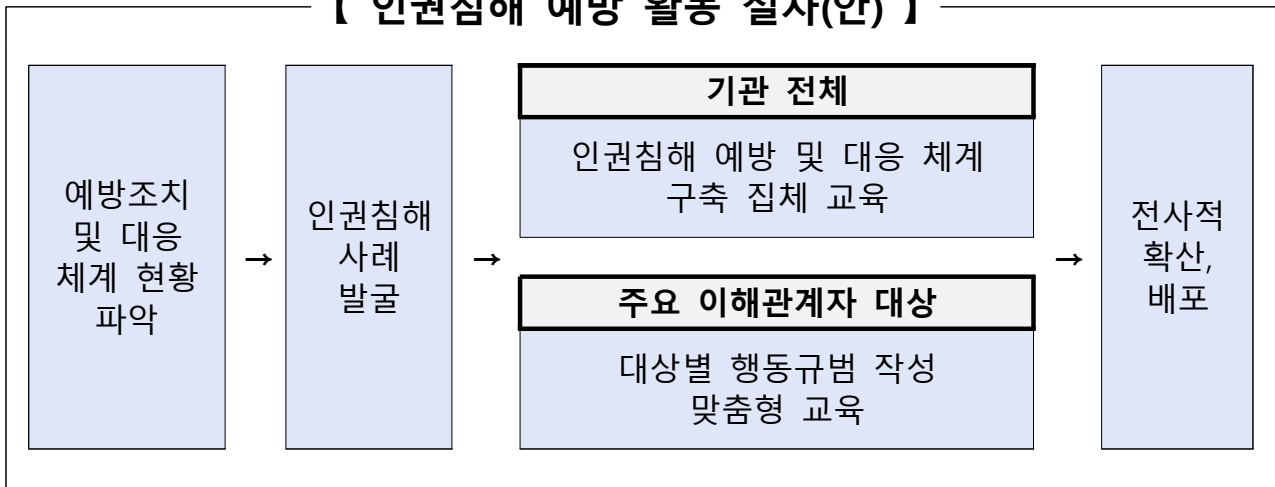 【 인권침해 예방 활동 절차(안) 】
예방조치
및 대응
체계 현황
파악
→
인권침해
사례
발굴
→
기관 전체
인권침해 예방 및 대응 체계
구축 집체 교육
주요 이해관계자 대상
대상별 행동규범 작성
맞춤형 교육
→
전사적
확산,
배포